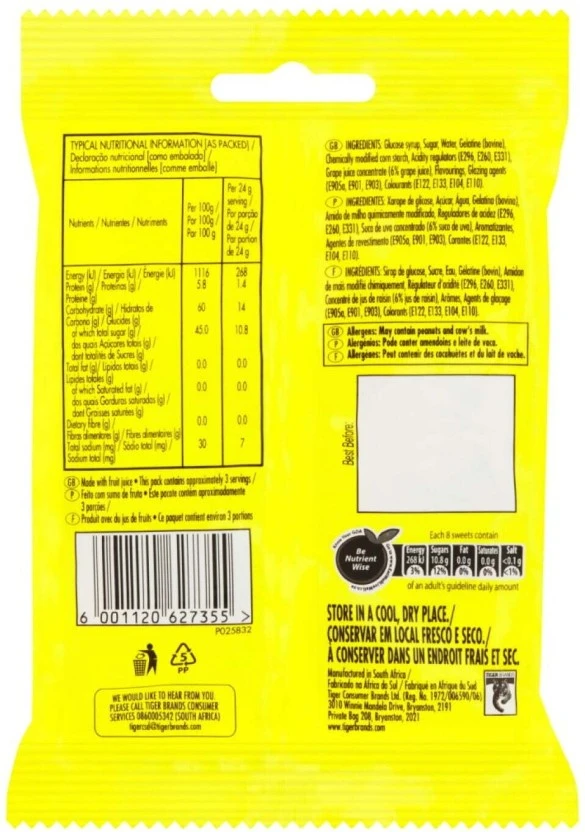 TYPICAL NUTRITIONAL INFORMATION [AS PACKED] /
Declaração nutricional [como embalado] /
Informations nutritionnelles [comme emballé]
Nutrients / Nutrientes / Nutriments
Per 100g /
Por 100g /
Par 100 g
Per 24 g
serving /
Por porção
de 24 g /
Par portion
de 24 g
Energy (kJ) / Energia (kJ) / Énergie (kJ) 1116 268
Protein (g) / Proteínas (g) / 5.8 1.4
Protéine (g)
Carbohydrate (g) / Hidratos de 60 14
Carbono (g) / Glucides (g)
of which total sugar (g) / 45.0 10.8
dos quais Açúcares totais (g) /
dont totalités de Sucres (g)
Total fat (g)/ Lípidos totais (g) / 0.0 0.0
Lipides totales (g)
of which Saturated fat (g) / 0.0 0.0
dos quais Gorduras saturadas (g) /
dont Graisses saturées (g)
Dietary fibre (g) / 0.0 0.0
Fibras alimentares (g) / Fibres alimentaires (g)
Total sodium (mg) / Sódio total (mg) / 30 7
Sodium total (mg)
GB Made with fruit juice • This pack contains approximately 3 servings /
P Feito com sumo de fruta • Este pacote contém aproximadamente
3 porções /
F Produit avec du jus de fruits • Ce paquet contient environ 3 portions
6 001120 627355 >
P025832
5
PP
WE WOULD LIKE TO HEAR FROM YOU.
PLEASE CALL TIGER BRANDS CONSUMER
SERVICES 0860005342 (SOUTH AFRICA)
tigercsd@tigerbrands.com
GB INGREDIENTS: Glucose syrup, Sugar, Water, Gelatine (bovine),
Chemically modified corn starch, Acidity regulators (E296, E260, E331),
Grape juice concentrate (6% grape juice), Flavourings, Glazing agents
(E905a, E901, E903), Colourants (E122, E133, E104, E110).
P INGREDIENTES: Xarope de glicose, Açúcar, Água, Gelatina (bovina),
Amido de milho quimicamente modificado, Reguladores de acidez (E296,
E260, E331), Suco de uva concentrado (6% suco de uva), Aromatizantes,
Agentes de revestimento (E905a, E901, E903), Corantes (E122, E133,
E104, E110).
F INGRÉDIENTS: Sirop de glucose, Sucre, Eau, Gélatine (bovin), Amidon
de maïs modifié chimiquement, Régulateur d'acidité (E296, E260, E331),
Concentré de jus de raisin (6% jus de raisin), Arômes, Agents de glaçage
(E905a, E901, E903), Colorants (E122, E133, E104, E110).
GB Allergens: May contain peanuts and cow's milk.
P Alergénios: Pode conter amendoins e leite de vaca.
F Allergènes: Peut contenir des cacahuètes et du lait de vache.
Best Before:
Be
Nutrient
Wise
Each 8 sweets contain
Energy Sugars Fat Saturates Salt
268 kJ 10.8g 0.0g 0.0g <0.1g
3% 12% 0% 0% <1%
of an adult's guideline daily amount
STORE IN A COOL, DRY PLACE./
CONSERVAR EM LOCAL FRESCO E SECO./
À CONSERVER DANS UN ENDROIT FRAIS ET SEC.
Manufactured in South Africa /
Fabricado na África do Sul / Fabriqué en Afrique du Sud
Tiger Consumer Brands Ltd. (Reg. No. 1972/006590/06)
3010 Winnie Mandela Drive, Bryanston, 2191
Private Bag 208, Bryanston, 2021
www.tigerbrands.com
TIGER BRANDS